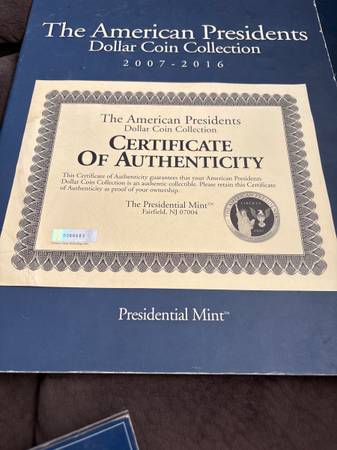 The American Presidents
Dollar Coin Collection
2007-2016
The American Presidents
Dollar Coin Collection
CERTIFICATE
OF AUTHENTICITY
This Certificate of Authenticity guarantees that your American Presidents
Dollar Coin Collection is an authentic collectible. Please retain this Certificate
of Authenticity as proof of your ownership.
The Presidential Mint™
Fairfield, NJ 07004
LIBERTY
Presidential Mint™